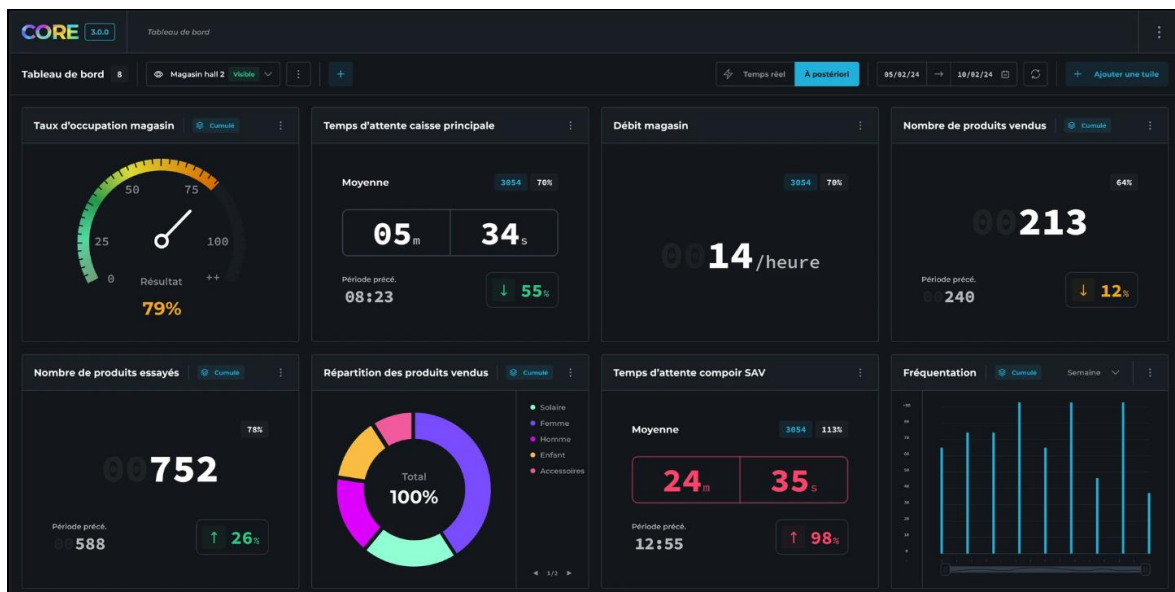 CORE 3.0.0 Tableau de bord
Tableau de bord 8 Magasin hall 2 Visible + Temps réel À postériori 05/02/24 → 10/02/24 + Ajouter une tuile
Taux d'occupation magasin Cumulé
50 75
25 100
0 ++
Résultat
79%
Temps d'attente caisse principale
Moyenne 3054 70%
05m 34s
Période précé.
08:23
↓ 55%
Débit magasin
3054 70%
0014/heure
Nombre de produits vendus Cumulé
64%
00213
Période précé.
00240
↓ 12%
Nombre de produits essayés Cumulé
78%
00752
Période précé.
00588
↑ 26%
Répartition des produits vendus Cumulé
Total
100%
Solaire
Femme
Homme
Enfant
Accessoires
◀ 1/2 ▶
Temps d'attente compoir SAV
Moyenne 3054 113%
24m 35s
Période précé.
12:55
↑ 98%
Fréquentation Cumulé Semaine